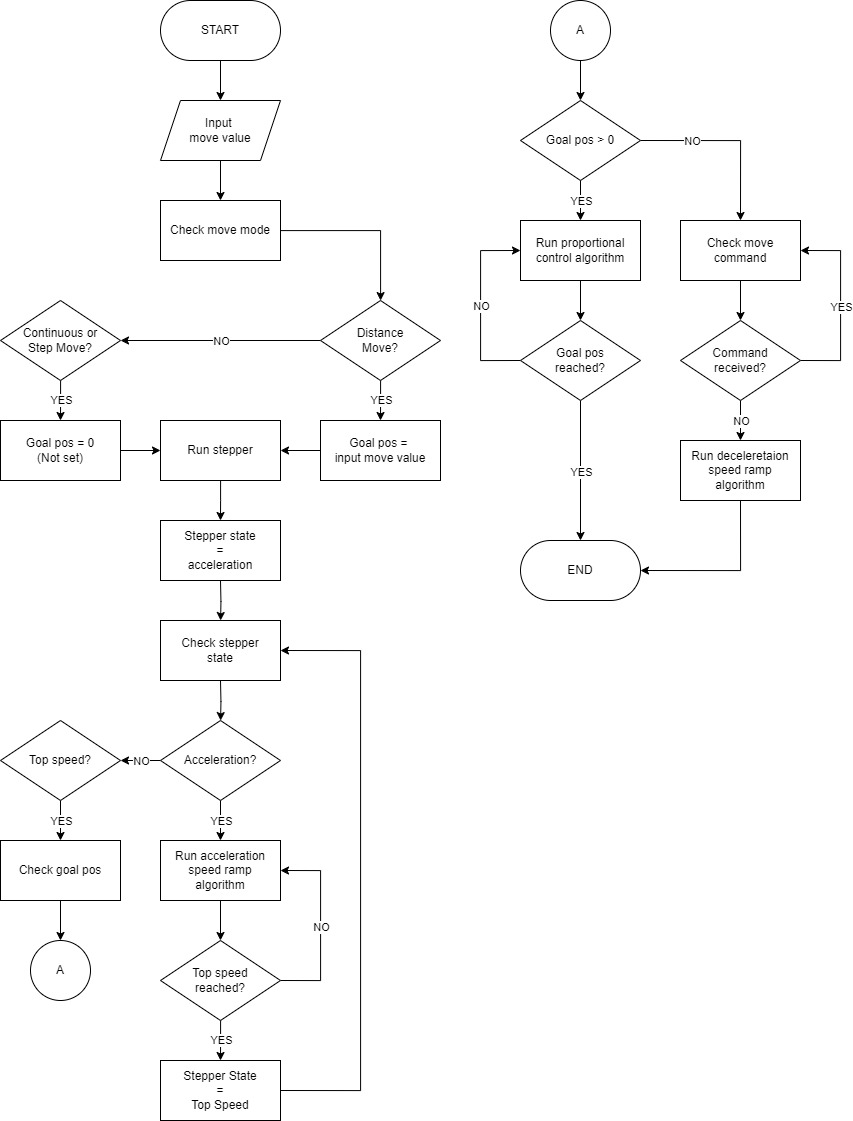 START
Input
move value
Check move mode
Distance
Move?
NO
Continuous or
Step Move?
YES
YES
Goal pos = 0
(Not set)
Run stepper
Goal pos =
input move value
Stepper state
=
acceleration
Check stepper
state
Acceleration?
NO
Top speed?
YES
YES
Check goal pos
Run acceleration
speed ramp
algorithm
NO
A
Top speed
reached?
YES
Stepper State
=
Top Speed
A
Goal pos > 0
NO
YES
Run proportional
control algorithm
Check move
command
NO
YES
Goal pos
reached?
Command
received?
NO
YES
Run deceleretaion
speed ramp
algorithm
END